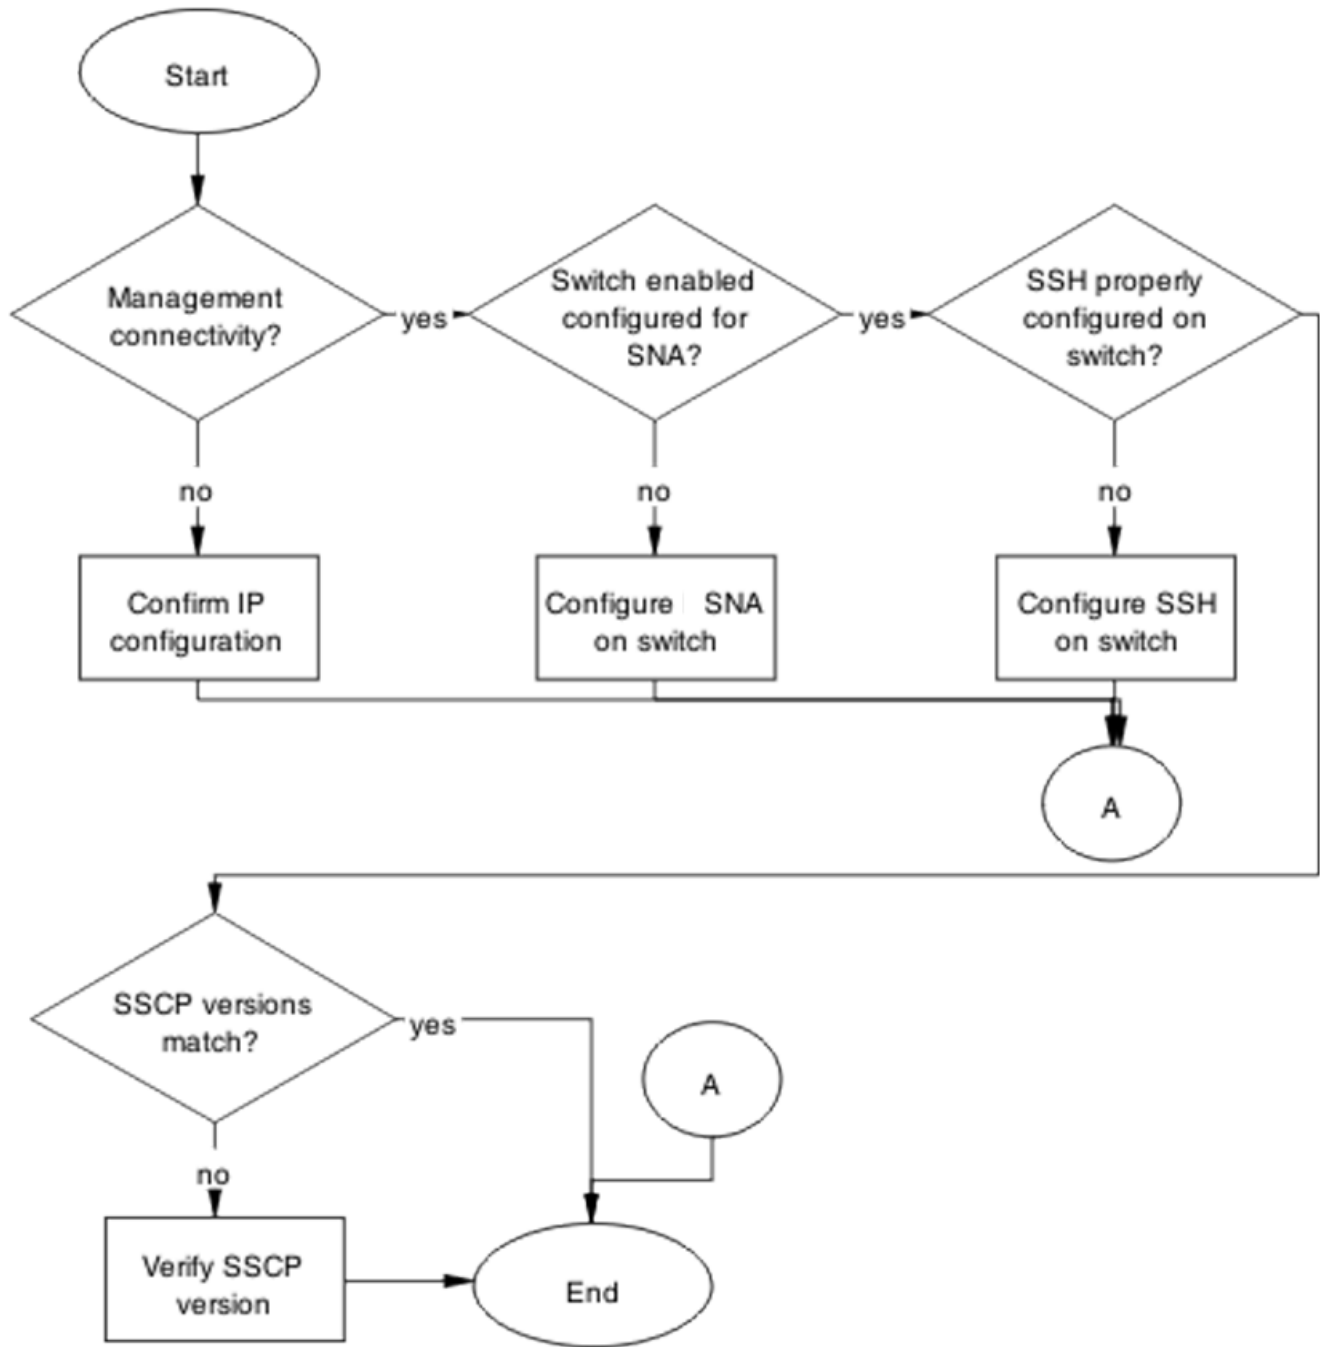 Start
Management
connectivity?
yes
Switch enabled
configured for
SNA?
yes
SSH properly
configured on
switch?
no
no
no
Confirm IP
configuration
Configure SNA
on switch
Configure SSH
on switch
A
SSCP versions
match?
yes
A
no
Verify SSCP
version
End